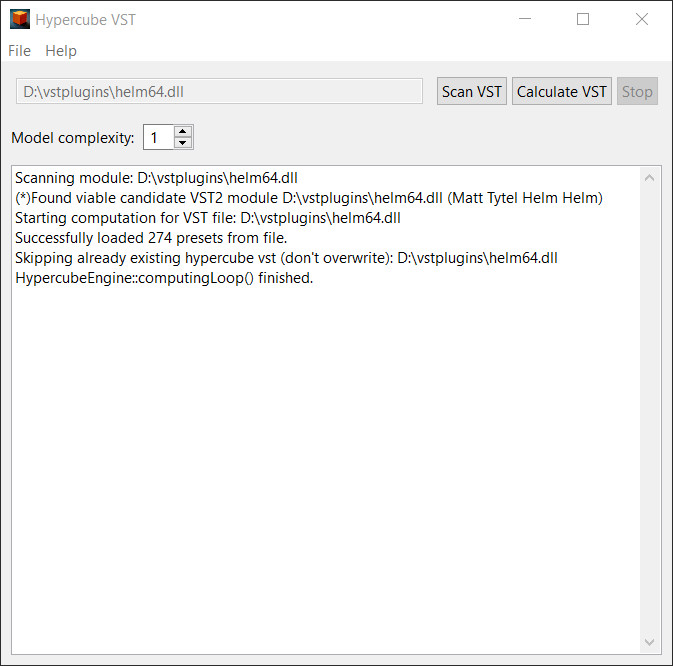 Hypercube VST
File Help
D:\vstplugins\helm64.dll Scan VST Calculate VST Stop
Model complexity: 1
Scanning module: D:\vstplugins\helm64.dll
(*)Found viable candidate VST2 module D:\vstplugins\helm64.dll (Matt Tytel Helm Helm)
Starting computation for VST file: D:\vstplugins\helm64.dll
Successfully loaded 274 presets from file.
Skipping already existing hypercube vst (don't overwrite): D:\vstplugins\helm64.dll
HypercubeEngine::computingLoop() finished.